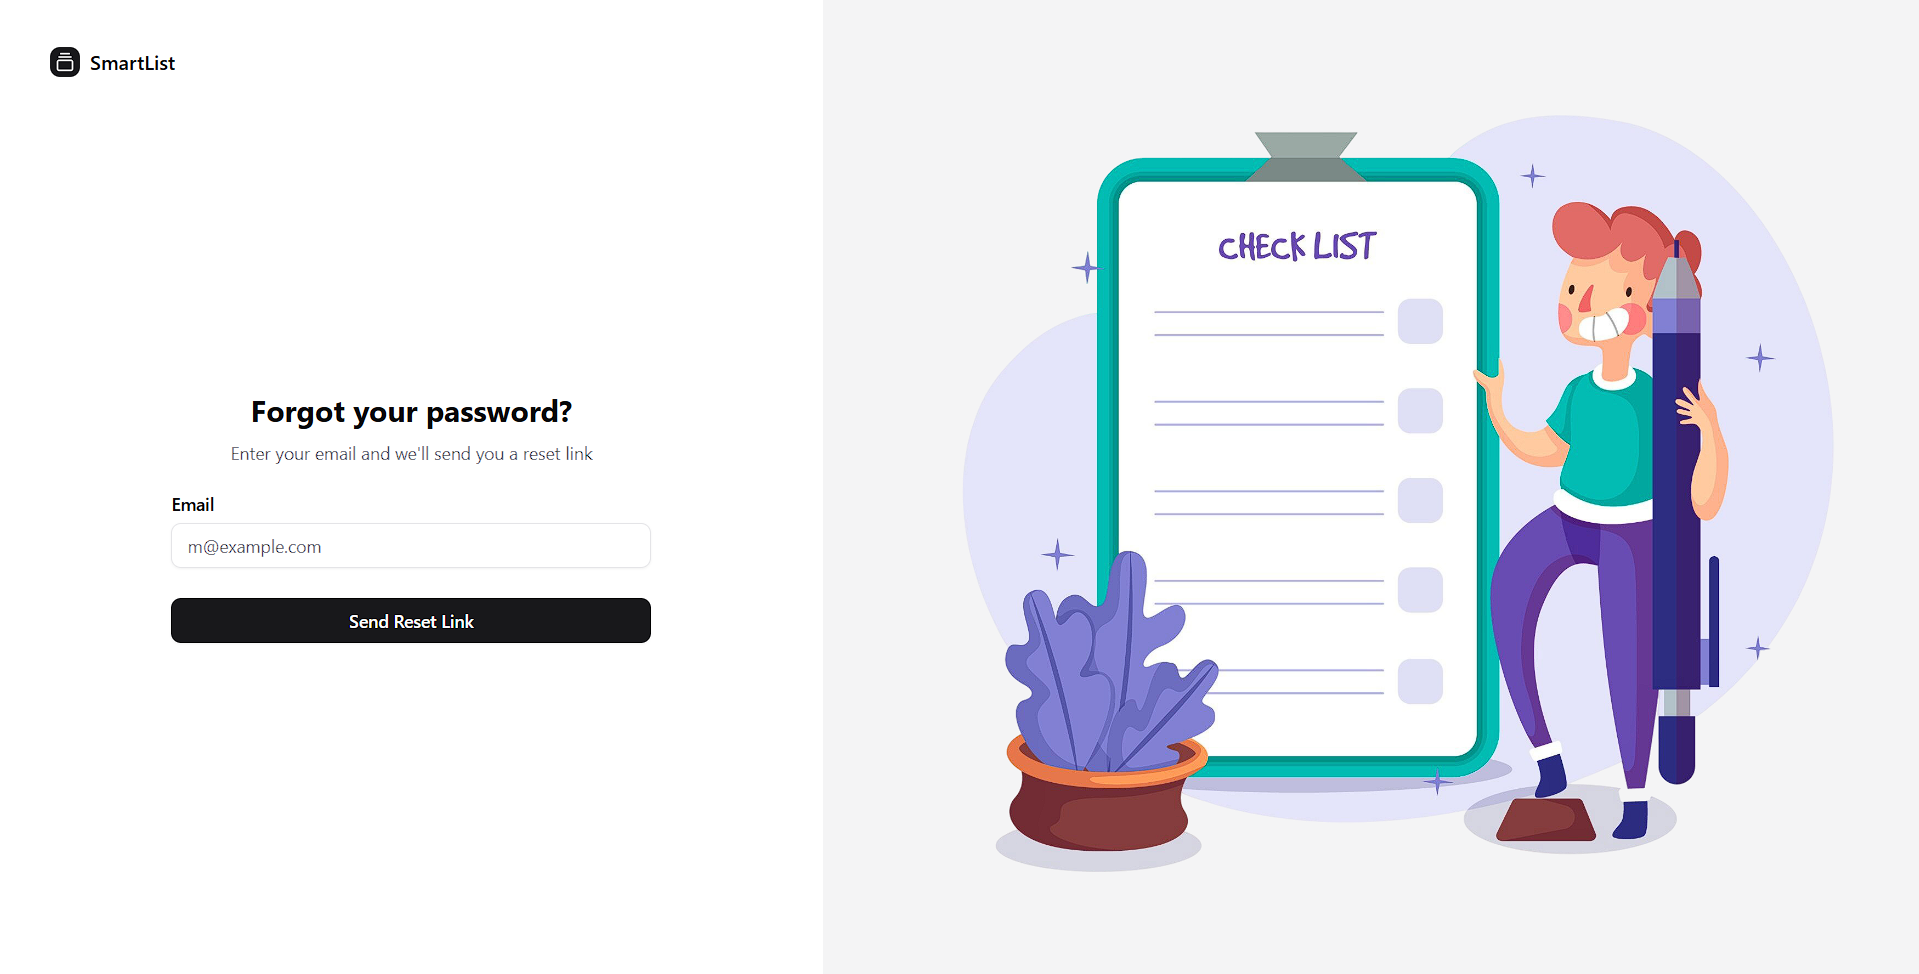 SmartList
Forgot your password?
Enter your email and we'll send you a reset link
Email
m@example.com
Send Reset Link
CHECK LIST